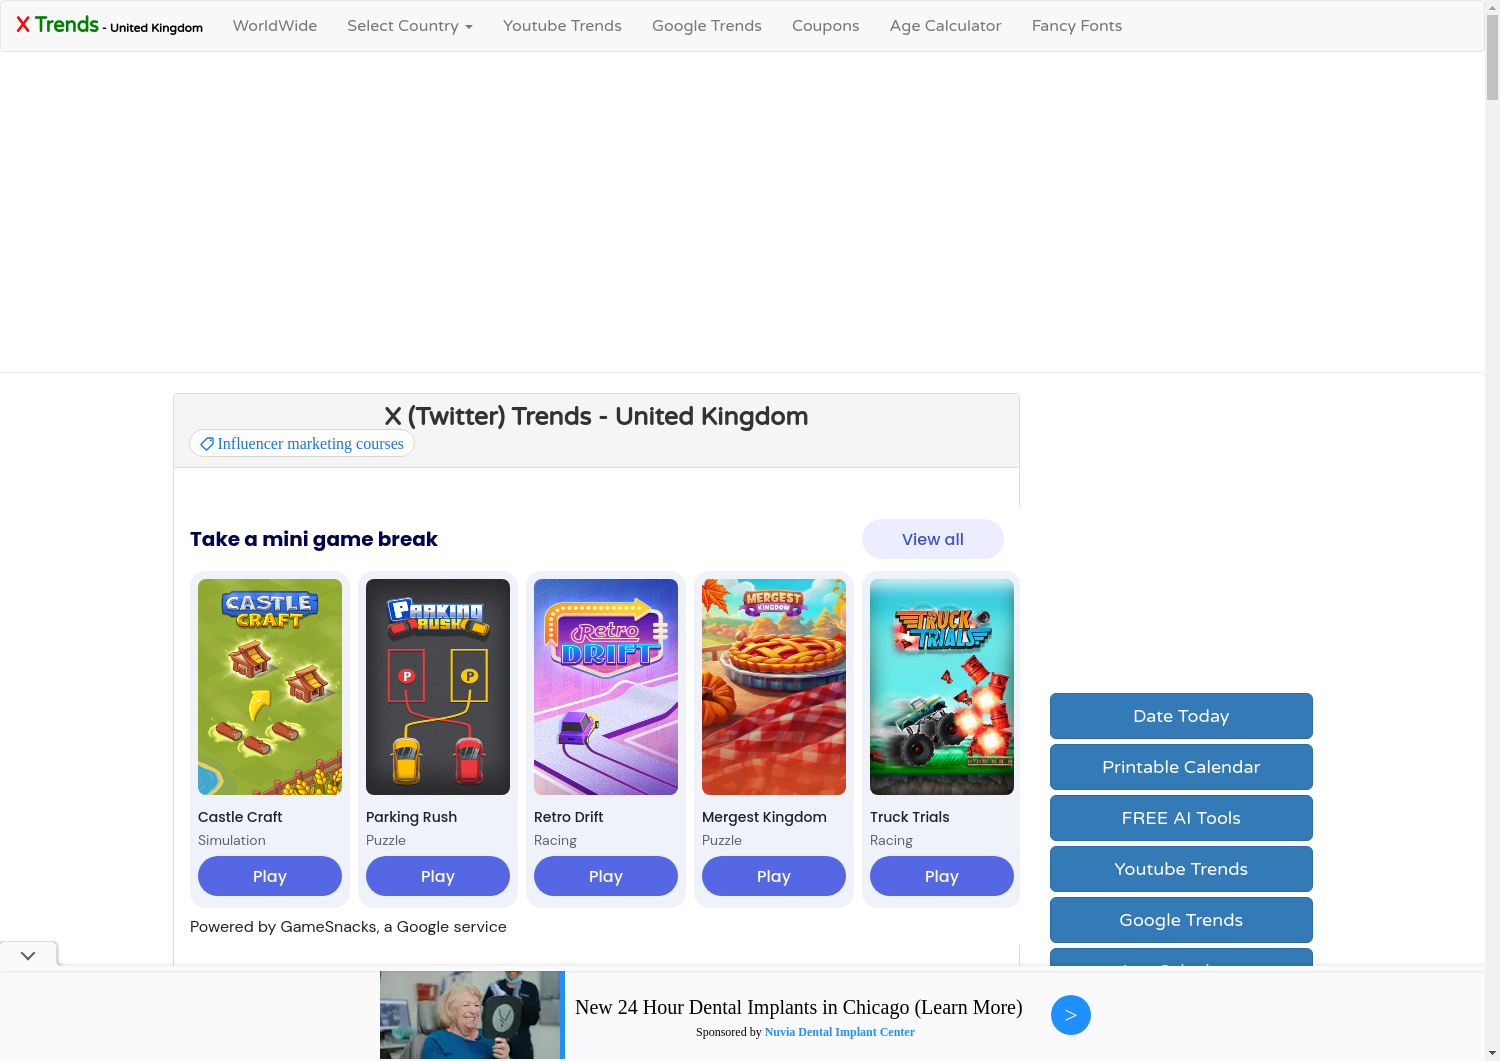 X Trends - United Kingdom WorldWide Select Country Youtube Trends Google Trends Coupons Age Calculator Fancy Fonts
X (Twitter) Trends - United Kingdom
Influencer marketing courses
Take a mini game break
View all
CASTLE CRAFT
PARKING RUSH
P P
Retro DRIFT
MERGEST KINGDOM
TRUCK TRIALS
Castle Craft
Simulation
Play
Parking Rush
Puzzle
Play
Retro Drift
Racing
Play
Mergest Kingdom
Puzzle
Play
Truck Trials
Racing
Play
Powered by GameSnacks, a Google service
Date Today
Printable Calendar
FREE AI Tools
Youtube Trends
Google Trends
New 24 Hour Dental Implants in Chicago (Learn More)
Sponsored by Nuvia Dental Implant Center
>